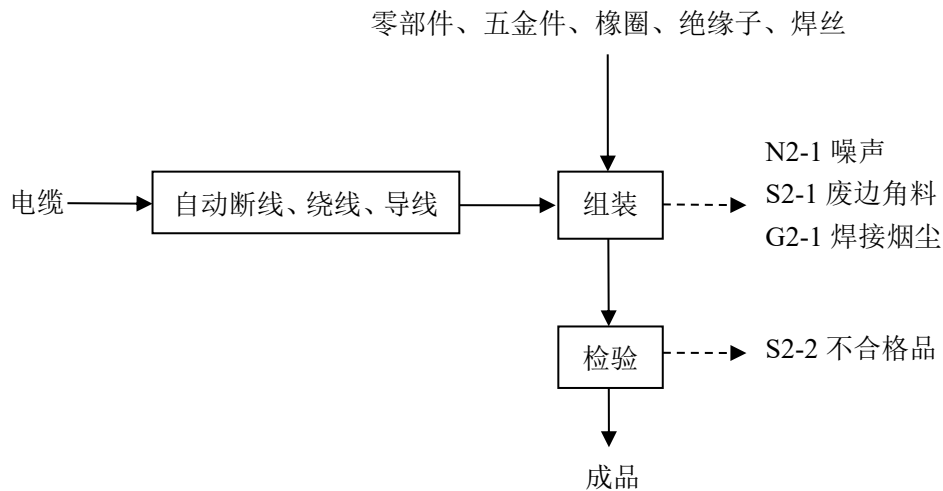 零部件、五金件、橡圈、绝缘子、焊丝
电缆
自动断线、绕线、导线
组装
N2-1 噪声
S2-1 废边角料
G2-1 焊接烟尘
检验
S2-2 不合格品
成品